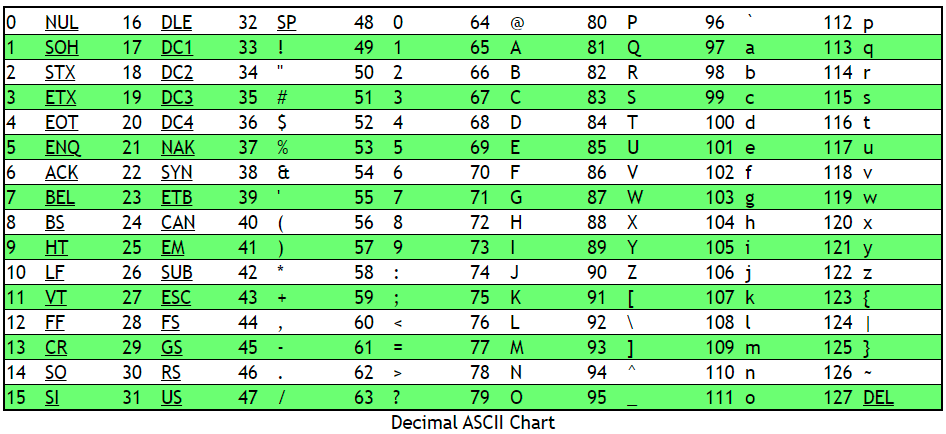 0 NUL 16 DLE 32 SP 48 0 64 @ 80 P 96 ` 112 p
1 SOH 17 DC1 33 ! 49 1 65 A 81 Q 97 a 113 q
2 STX 18 DC2 34 " 50 2 66 B 82 R 98 b 114 r
3 ETX 19 DC3 35 # 51 3 67 C 83 S 99 c 115 s
4 EOT 20 DC4 36 $ 52 4 68 D 84 T 100 d 116 t
5 ENQ 21 NAK 37 % 53 5 69 E 85 U 101 e 117 u
6 ACK 22 SYN 38 & 54 6 70 F 86 V 102 f 118 v
7 BEL 23 ETB 39 ' 55 7 71 G 87 W 103 g 119 w
8 BS 24 CAN 40 ( 56 8 72 H 88 X 104 h 120 x
9 HT 25 EM 41 ) 57 9 73 I 89 Y 105 i 121 y
10 LF 26 SUB 42 * 58 : 74 J 90 Z 106 j 122 z
11 VT 27 ESC 43 + 59 ; 75 K 91 [ 107 k 123 {
12 FF 28 FS 44 , 60 < 76 L 92 \ 108 l 124 |
13 CR 29 GS 45 - 61 = 77 M 93 ] 109 m 125 }
14 SO 30 RS 46 . 62 > 78 N 94 ^ 110 n 126 ~
15 SI 31 US 47 / 63 ? 79 O 95 _ 111 o 127 DEL
Decimal ASCII Chart